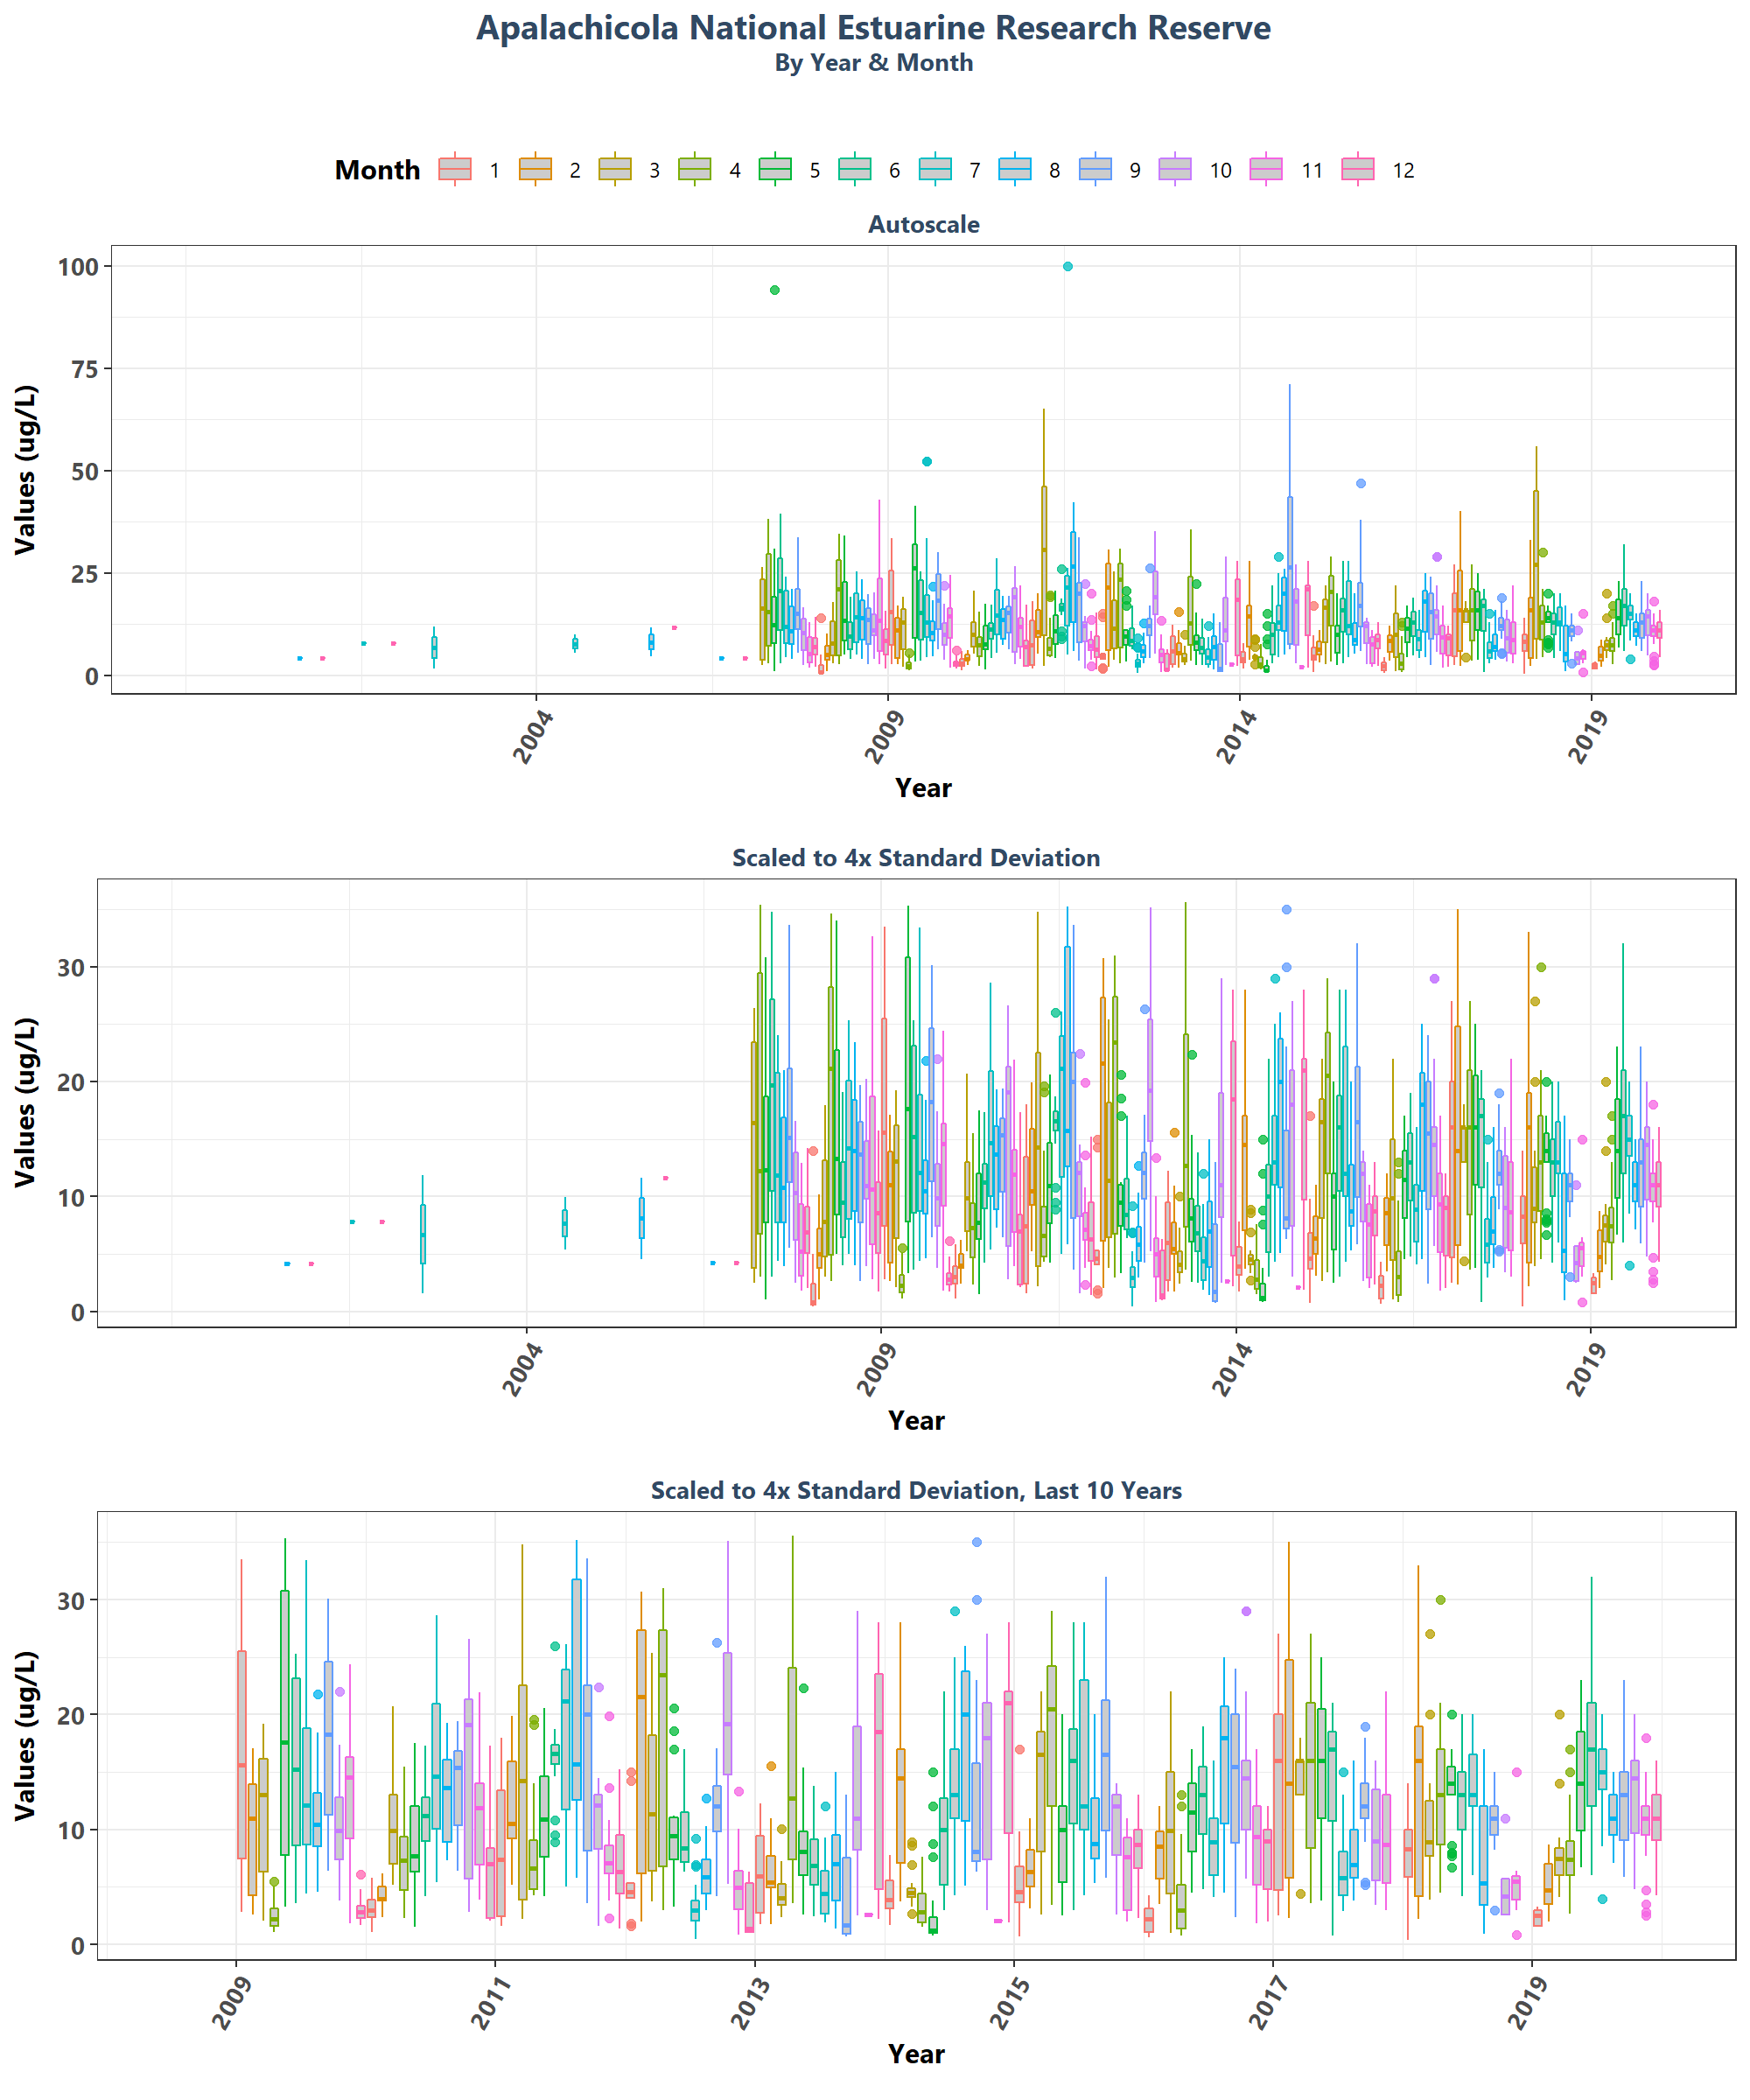 Apalachicola National Estuarine Research Reserve
By Year & Month
Month 1 2 3 4 5 6 7 8 9 10 11 12
Autoscale
Values (ug/L)
100
75
50
25
0
2004 2009 2014 2019
Year
Scaled to 4x Standard Deviation
Values (ug/L)
30
20
10
0
2004 2009 2014 2019
Year
Scaled to 4x Standard Deviation, Last 10 Years
Values (ug/L)
30
20
10
0
2009 2011 2013 2015 2017 2019
Year